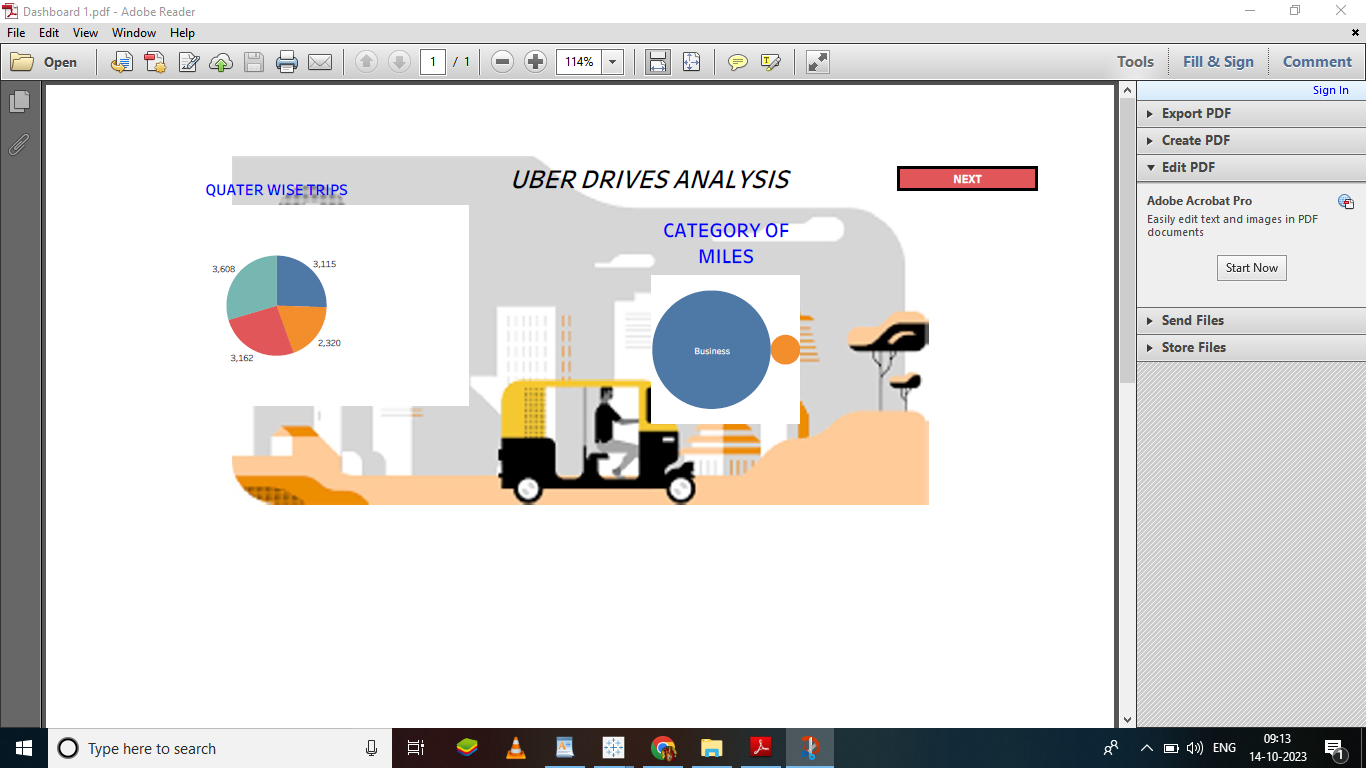 Dashboard 1.pdf - Adobe Reader
File Edit View Window Help
Open
1 / 1
114%
Tools
Fill & Sign
Comment
Sign In
Export PDF
Create PDF
Edit PDF
Adobe Acrobat Pro
Easily edit text and images in PDF
documents
Start Now
Send Files
Store Files
UBER DRIVES ANALYSIS
NEXT
QUATER WISE TRIPS
3,608
3,115
2,320
3,162
CATEGORY OF
MILES
Business
Type here to search
ENG
09:13
14-10-2023
1